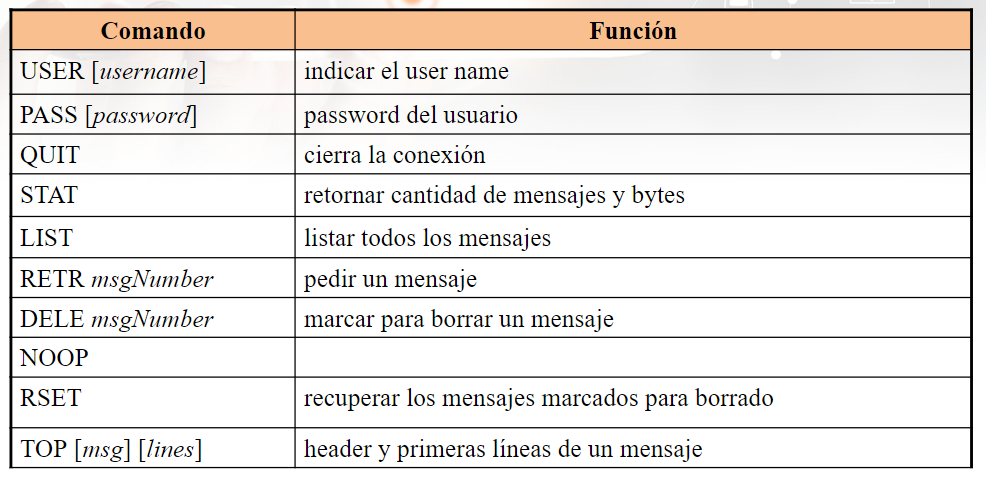 Comando Función
USER [username] indicar el user name
PASS [password] password del usuario
QUIT cierra la conexión
STAT retornar cantidad de mensajes y bytes
LIST listar todos los mensajes
RETR msgNumber pedir un mensaje
DELE msgNumber marcar para borrar un mensaje
NOOP
RSET recuperar los mensajes marcados para borrado
TOP [msg] [lines] header y primeras líneas de un mensaje